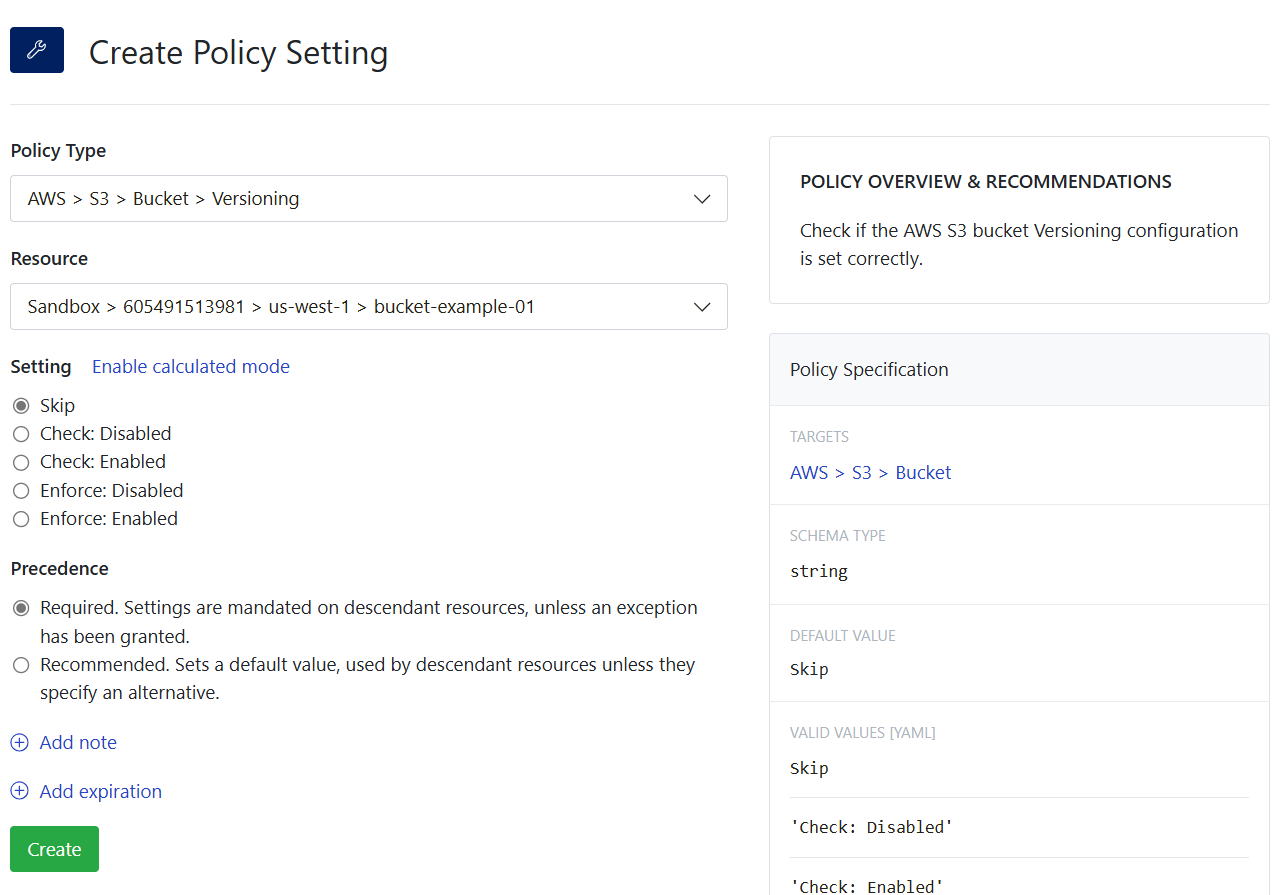 Create Policy Setting
Policy Type
AWS > S3 > Bucket > Versioning
Resource
Sandbox > 605491513981 > us-west-1 > bucket-example-01
Setting Enable calculated mode
Skip
Check: Disabled
Check: Enabled
Enforce: Disabled
Enforce: Enabled
Precedence
Required. Settings are mandated on descendant resources, unless an exception
has been granted.
Recommended. Sets a default value, used by descendant resources unless they
specify an alternative.
Add note
Add expiration
Create
POLICY OVERVIEW & RECOMMENDATIONS
Check if the AWS S3 bucket Versioning configuration
is set correctly.
Policy Specification
TARGETS
AWS > S3 > Bucket
SCHEMA TYPE
string
DEFAULT VALUE
Skip
VALID VALUES [YAML]
Skip
'Check: Disabled'
'Check: Enabled'